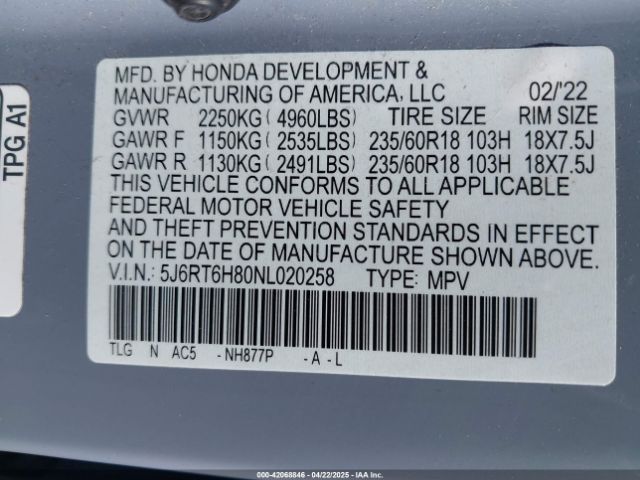 TPG A1
MFD. BY HONDA DEVELOPMENT &
MANUFACTURING OF AMERICA, LLC 02/'22
GVWR 2250KG (4960LBS) TIRE SIZE RIM SIZE
GAWR F 1150KG (2535LBS) 235/60R18 103H 18X7.5J
GAWR R 1130KG (2491LBS) 235/60R18 103H 18X7.5J
THIS VEHICLE CONFORMS TO ALL APPLICABLE
FEDERAL MOTOR VEHICLE SAFETY
AND THEFT PREVENTION STANDARDS IN EFFECT
ON THE DATE OF MANUFACTURE SHOWN ABOVE.
V.I.N.: 5J6RT6H80NL020258 TYPE: MPV
TLG N AC5 -NH877P -A-L
000-42068846 - 04/22/2025 - IAAI.COM